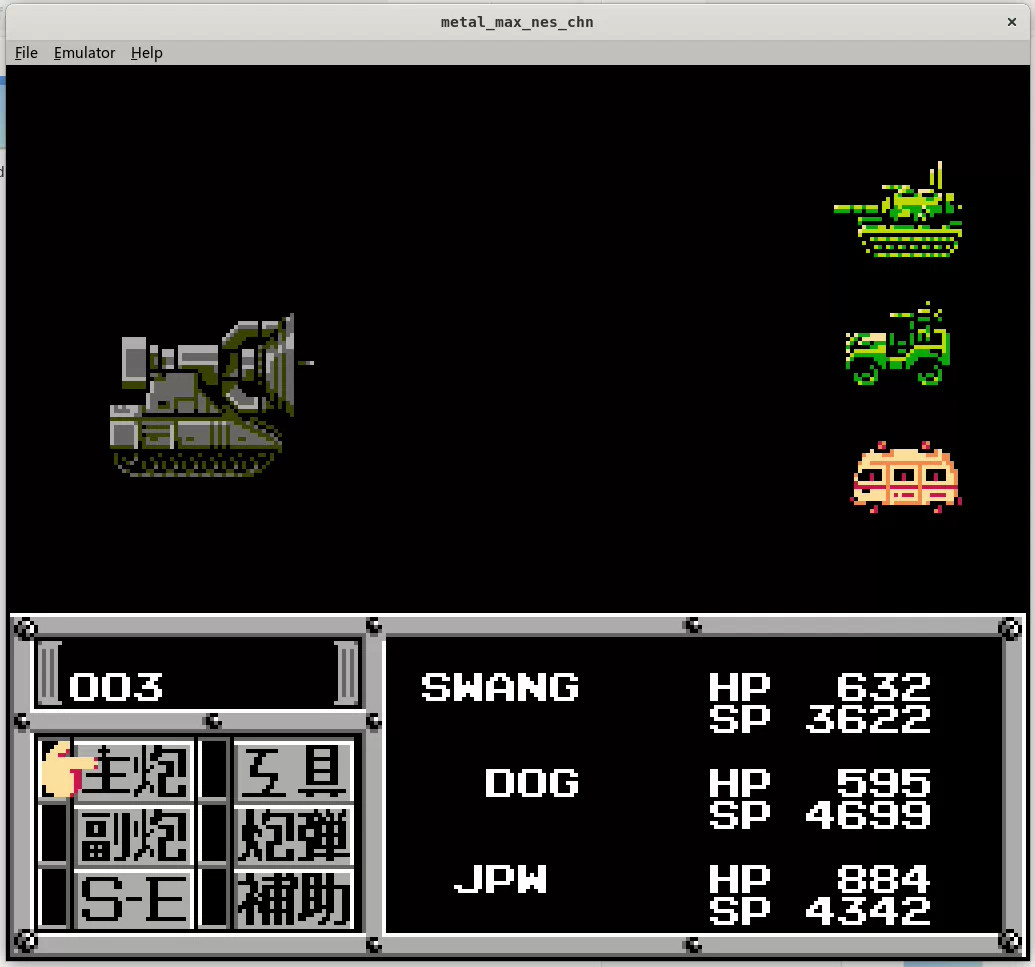 metal_max_nes_chn
File Emulator Help
003
主炮 工具
副炮 炮弹
S-E 補助
SWANG HP 632
SP 3622
DOG HP 595
SP 4699
JPW HP 884
SP 4342